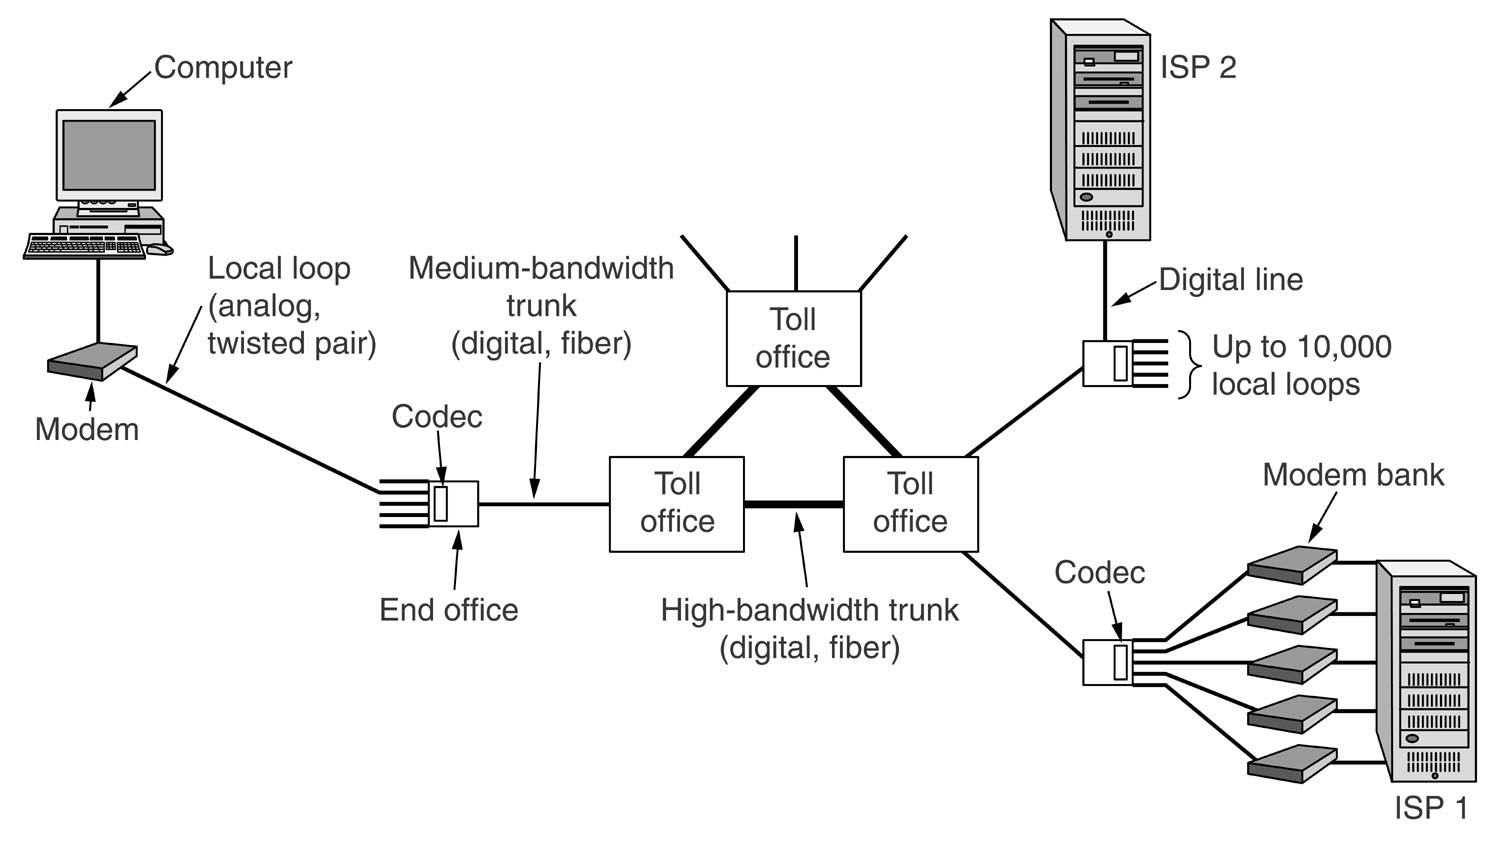 Computer
ISP 2
Local loop
(analog,
twisted pair)
Medium-bandwidth
trunk
(digital, fiber)
Toll
office
Digital line
Up to 10,000
local loops
Modem
Codec
Toll
office
Toll
office
Modem bank
End office
High-bandwidth trunk
(digital, fiber)
Codec
ISP 1